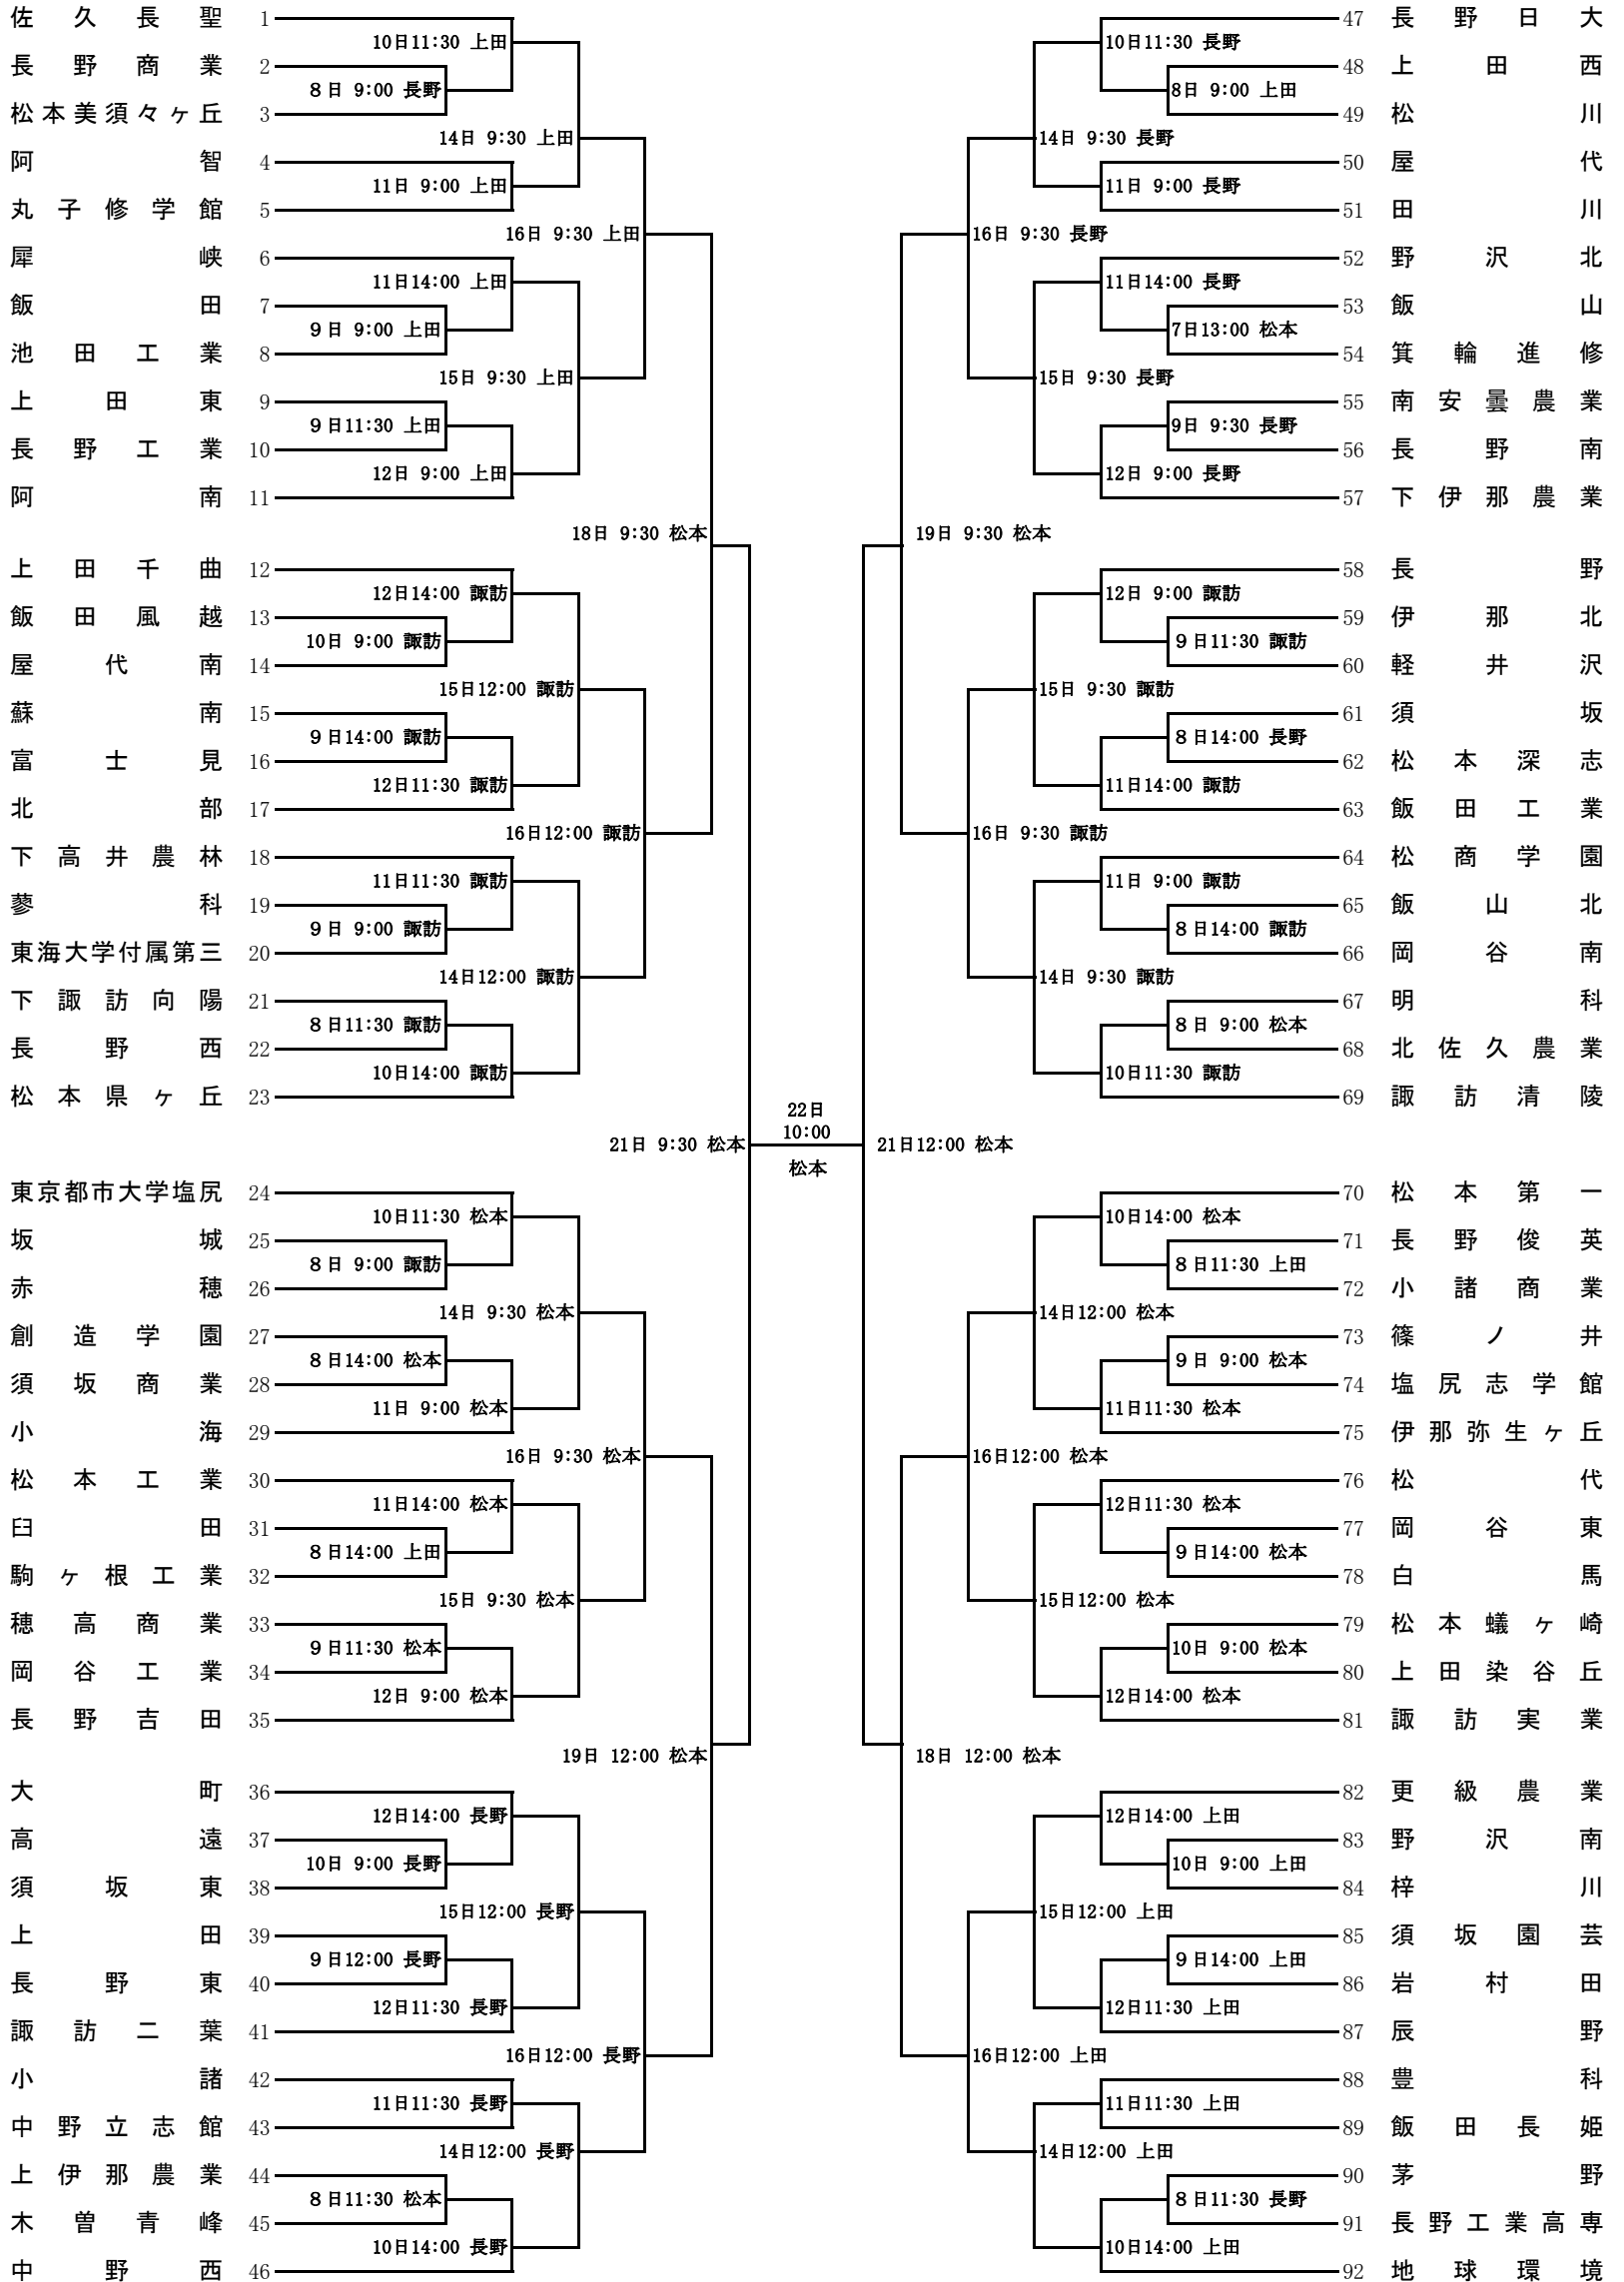 佐久長聖 1
10日11:30 上田
長野商業 2
８日 9:00 長野
松本美須々ヶ丘 3
14日 9:30 上田
阿智 4
11日 9:00 上田
丸子修学館 5
16日 9:30 上田
犀峡 6
11日14:00 上田
飯田 7
９日 9:00 上田
池田工業 8
15日 9:30 上田
上田東 9
９日11:30 上田
長野工業 10
12日 9:00 上田
阿南 11
18日 9:30 松本
上田千曲 12
12日14:00 諏訪
飯田風越 13
10日 9:00 諏訪
屋代南 14
15日12:00 諏訪
蘇南 15
９日14:00 諏訪
富士見 16
12日11:30 諏訪
北部 17
16日12:00 諏訪
下高井農林 18
11日11:30 諏訪
蓼科 19
９日 9:00 諏訪
東海大学付属第三 20
14日12:00 諏訪
下諏訪向陽 21
８日11:30 諏訪
長野西 22
10日14:00 諏訪
松本県ヶ丘 23
21日 9:30 松本
東京都市大学塩尻 24
10日11:30 松本
坂城 25
８日 9:00 諏訪
赤穂 26
14日 9:30 松本
創造学園 27
８日14:00 松本
須坂商業 28
11日 9:00 松本
小海 29
16日 9:30 松本
松本工業 30
11日14:00 松本
臼田 31
８日14:00 上田
駒ヶ根工業 32
15日 9:30 松本
穂高商業 33
９日11:30 松本
岡谷工業 34
12日 9:00 松本
長野吉田 35
19日 12:00 松本
大町 36
12日14:00 長野
高遠 37
10日 9:00 長野
須坂東 38
15日12:00 長野
上田 39
９日12:00 長野
長野東 40
12日11:30 長野
諏訪二葉 41
16日12:00 長野
小諸 42
11日11:30 長野
中野立志館 43
14日12:00 長野
上伊那農業 44
８日11:30 松本
木曽青峰 45
10日14:00 長野
中野西 46
22日
10:00
松本
47 長野日大
10日11:30 長野
48 上田西
8日 9:00 上田
49 松川
14日 9:30 長野
50 屋代
11日 9:00 長野
51 田川
16日 9:30 長野
52 野沢北
11日14:00 長野
53 飯山
7日13:00 松本
54 箕輪進修
15日 9:30 長野
55 南安曇農業
9日 9:30 長野
56 長野南
12日 9:00 長野
57 下伊那農業
19日 9:30 松本
58 長野
12日 9:00 諏訪
59 伊那北
９日11:30 諏訪
60 軽井沢
15日 9:30 諏訪
61 須坂
８日14:00 長野
62 松本深志
11日14:00 諏訪
63 飯田工業
16日 9:30 諏訪
64 松商学園
11日 9:00 諏訪
65 飯山北
８日14:00 諏訪
66 岡谷南
14日 9:30 諏訪
67 明科
８日 9:00 松本
68 北佐久農業
10日11:30 諏訪
69 諏訪清陵
21日12:00 松本
70 松本第一
10日14:00 松本
71 長野俊英
８日11:30 上田
72 小諸商業
14日12:00 松本
73 篠ノ井
９日 9:00 松本
74 塩尻志学館
11日11:30 松本
75 伊那弥生ヶ丘
16日12:00 松本
76 松代
12日11:30 松本
77 岡谷東
９日14:00 松本
78 白馬
15日12:00 松本
79 松本蟻ヶ崎
10日 9:00 松本
80 上田染谷丘
12日14:00 松本
81 諏訪実業
18日 12:00 松本
82 更級農業
12日14:00 上田
83 野沢南
10日 9:00 上田
84 梓川
15日12:00 上田
85 須坂園芸
９日14:00 上田
86 岩村田
12日11:30 上田
87 辰野
16日12:00 上田
88 豊科
11日11:30 上田
89 飯田長姫
14日12:00 上田
90 茅野
８日11:30 長野
91 長野工業高専
10日14:00 上田
92 地球環境